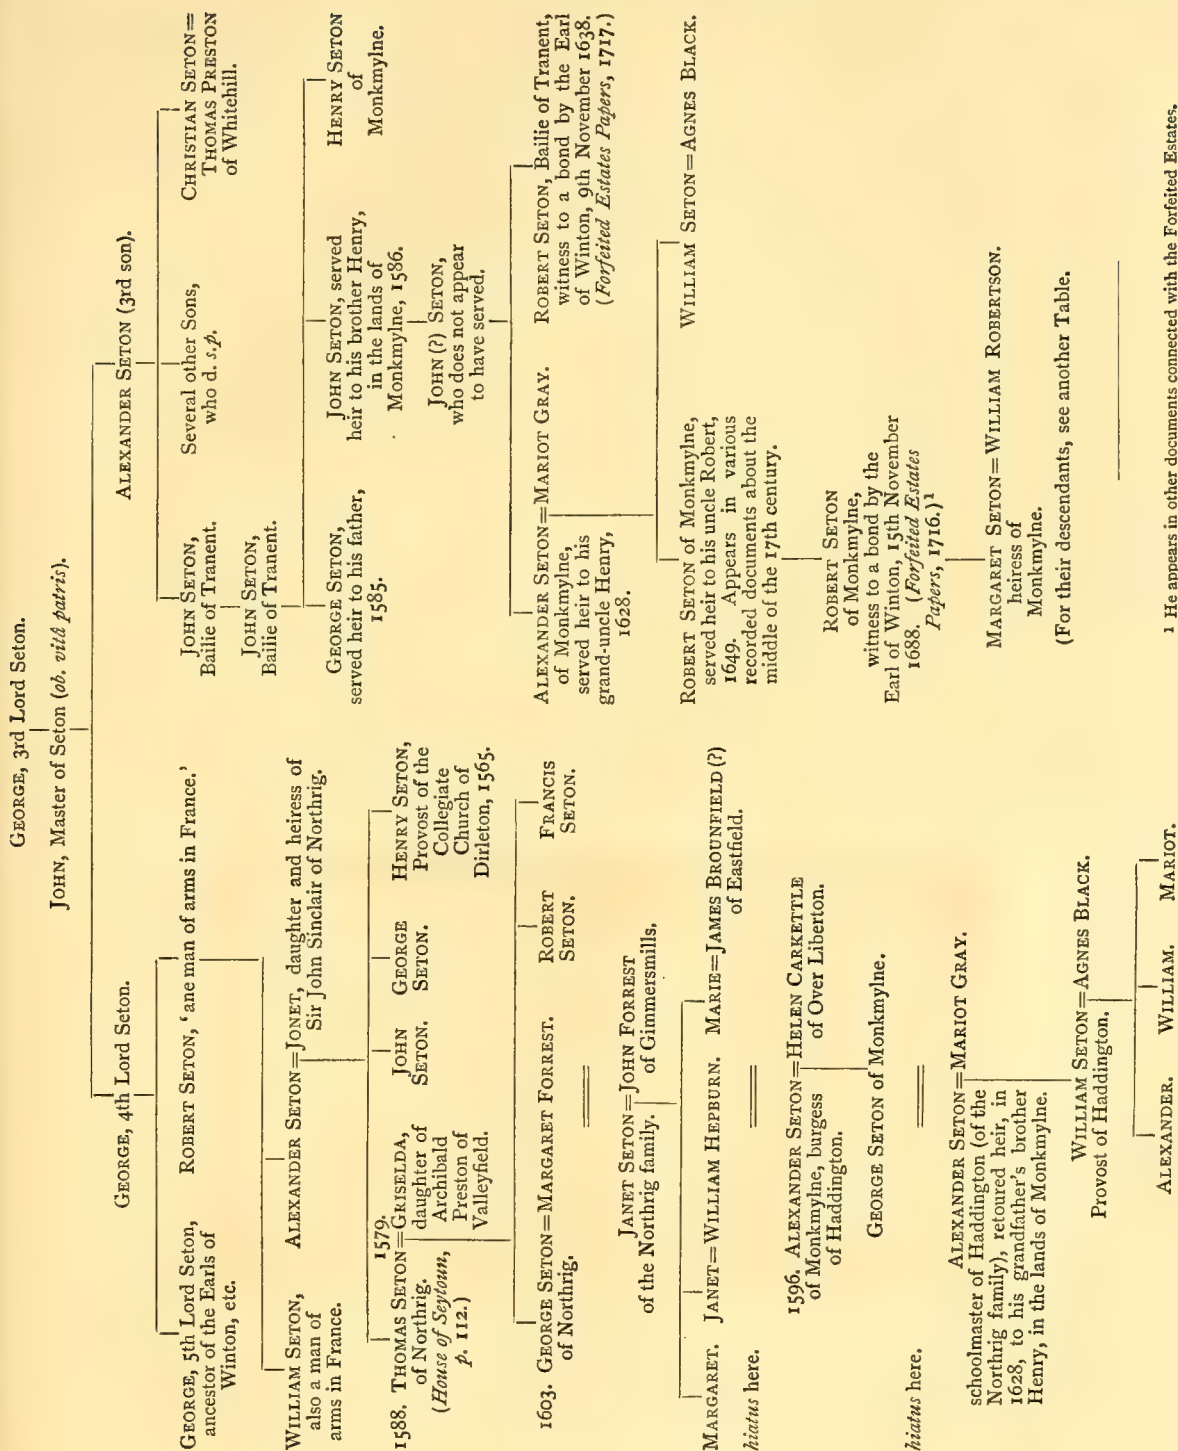 GEORGE, 3rd Lord Seton.
JOHN, Master of Seton (ob. vitâ patris).
GEORGE, 4th Lord Seton.
ALEXANDER SETON (3rd son).
GEORGE, 5th Lord Seton,
ancestor of the Earls of
Winton, etc.
ROBERT SETON, ‘ane man of arms in France.’
JOHN SETON,
Bailie of Tranent.
Several other Sons,
who d. s.p.
CHRISTIAN SETON=
THOMAS PRESTON
of Whitehill.
JOHN SETON,
Bailie of Tranent.
WILLIAM SETON,
also a man of
arms in France.
ALEXANDER SETON=JONET, daughter and heiress of
Sir John Sinclair of Northrig.
GEORGE SETON,
served heir to his father,
1585.
JOHN SETON, served
heir to his brother Henry,
in the lands of
Monkmylne, 1586.
HENRY SETON
of
Monkmylne.
1579.
1588. THOMAS SETON=GRISELDA,
of Northrig.
(House of Seytoun,
p. 112.)
daughter of
Archibald
Preston of
Valleyfield.
JOHN
SETON.
GEORGE
SETON.
HENRY SETON,
Provost of the
Collegiate
Church of
Dirleton, 1565.
JOHN (?) SETON,
who does not appear
to have served.
1603. GEORGE SETON=MARGARET FORREST.
of Northrig.
ROBERT
SETON.
FRANCIS
SETON.
ALEXANDER SETON=MARIOT GRAY.
of Monkmylne,
served heir to his
grand-uncle Henry,
1628.
ROBERT SETON, Bailie of Tranent,
witness to a bond by the Earl
of Winton, 9th November 1638.
(Forfeited Estates Papers, 1717.)
JANET SETON=JOHN FORREST
of the Northrig family.
of Gimmersmills.
ROBERT SETON of Monkmylne,
served heir to his uncle Robert,
1649. Appears in various
recorded documents about the
middle of the 17th century.
WILLIAM SETON=AGNES BLACK.
MARGARET.
JANET=WILLIAM HEPBURN.
MARIE=JAMES BROUNFIELD (?)
of Eastfield.
hiatus here.
1596. ALEXANDER SETON=HELEN CARKETTLE
of Monkmylne, burgess
of Haddington.
of Over Liberton.
ROBERT SETON
of Monkmylne,
witness to a bond by the
Earl of Winton, 15th November
1688. (Forfeited Estates
Papers, 1716.)1
GEORGE SETON of Monkmylne.
hiatus here.
ALEXANDER SETON=MARIOT GRAY.
schoolmaster of Haddington (of the
Northrig family), retoured heir, in
1628, to his grandfather's brother
Henry, in the lands of Monkmylne.
MARGARET SETON=WILLIAM ROBERTSON.
heiress of
Monkmylne.
(For their descendants, see another Table.)
WILLIAM SETON=AGNES BLACK.
Provost of Haddington.
ALEXANDER.
WILLIAM.
MARIOT.
1 He appears in other documents connected with the Forfeited Estates.